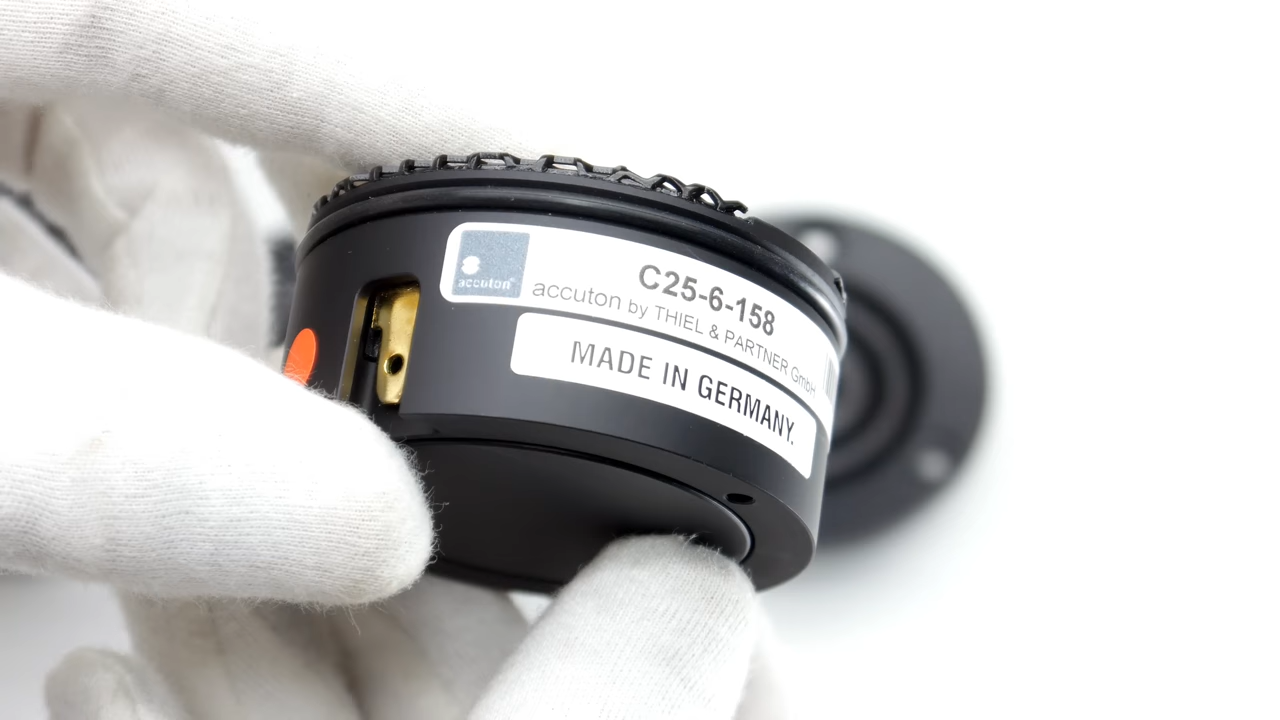 accuton
C25-6-158
accuton by THIEL & PARTNER GmbH
MADE IN GERMANY.